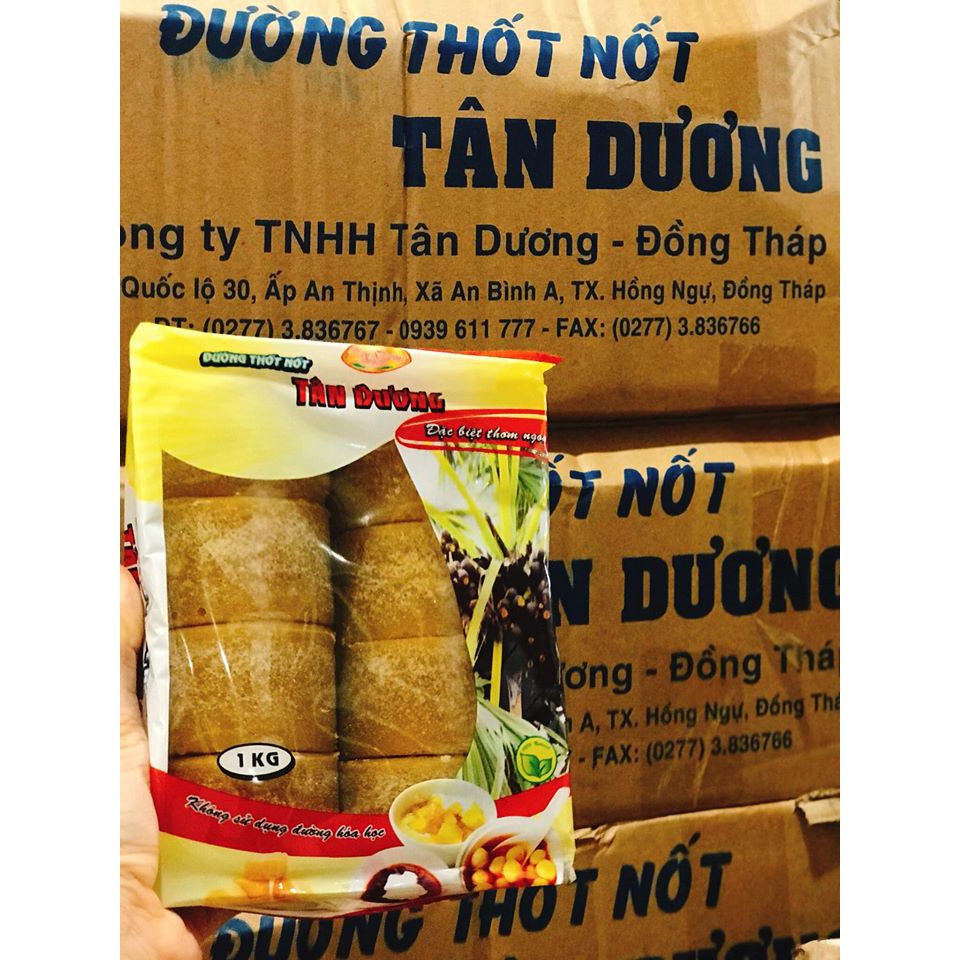 ĐƯỜNG THỐT NỐT
TÂN DƯƠNG
ông ty TNHH Tân Dương - Đồng Tháp
Quốc lộ 30, Ấp An Thịnh, Xã An Bình A, TX. Hồng Ngự, Đồng Tháp
ĐT: (0277) 3.836767 - 0939 611 777 - FAX: (0277) 3.836766
ĐƯỜNG THỐT NỐT
TÂN DƯƠNG
Đặc biệt thơm ngon
1 KG
Không sử dụng đường hóa học
ỐT NỐT
N DƯƠNG
ương - Đồng Thá
A, TX. Hồng Ngự, Đồng Thá
- FAX: (0277) 3.836766
ĐƯỜNG THỐT NỐT